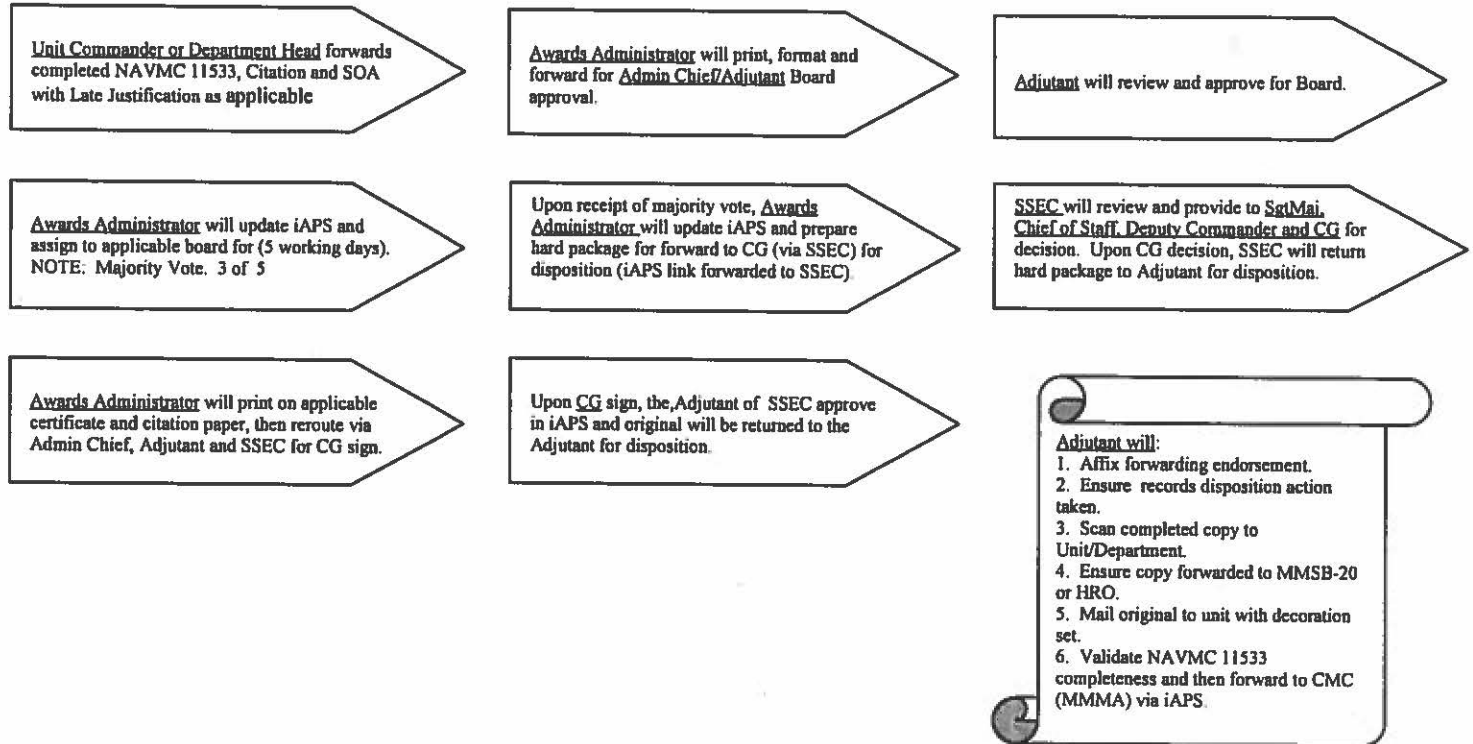 Unit Commander or Department Head forwards
completed NAVMC 11533, Citation and SOA
with Late Justification as applicable
Awards Administrator will print, format and
forward for Admin Chief/Adjutant Board
approval.
Adjutant will review and approve for Board.
Awards Administrator will update iAPS and
assign to applicable board for (5 working days).
NOTE: Majority Vote. 3 of 5
Upon receipt of majority vote, Awards
Administrator will update iAPS and prepare
hard package for forward to CG (via SSEC) for
disposition (iAPS link forwarded to SSEC)
SSEC will review and provide to SgtMaj,
Chief of Staff, Deputy Commander and CG for
decision. Upon CG decision, SSEC will return
hard package to Adjutant for disposition.
Awards Administrator will print on applicable
certificate and citation paper, then reroute via
Admin Chief, Adjutant and SSEC for CG sign.
Upon CG sign, the, Adjutant of SSEC approve
in iAPS and original will be returned to the
Adjutant for disposition.
Adjutant will:
1. Affix forwarding endorsement.
2. Ensure records disposition action
taken.
3. Scan completed copy to
Unit/Department.
4. Ensure copy forwarded to MMSB-20
or HRO.
5. Mail original to unit with decoration
set.
6. Validate NAVMC 11533
completeness and then forward to CMC
(MMMA) via iAPS.